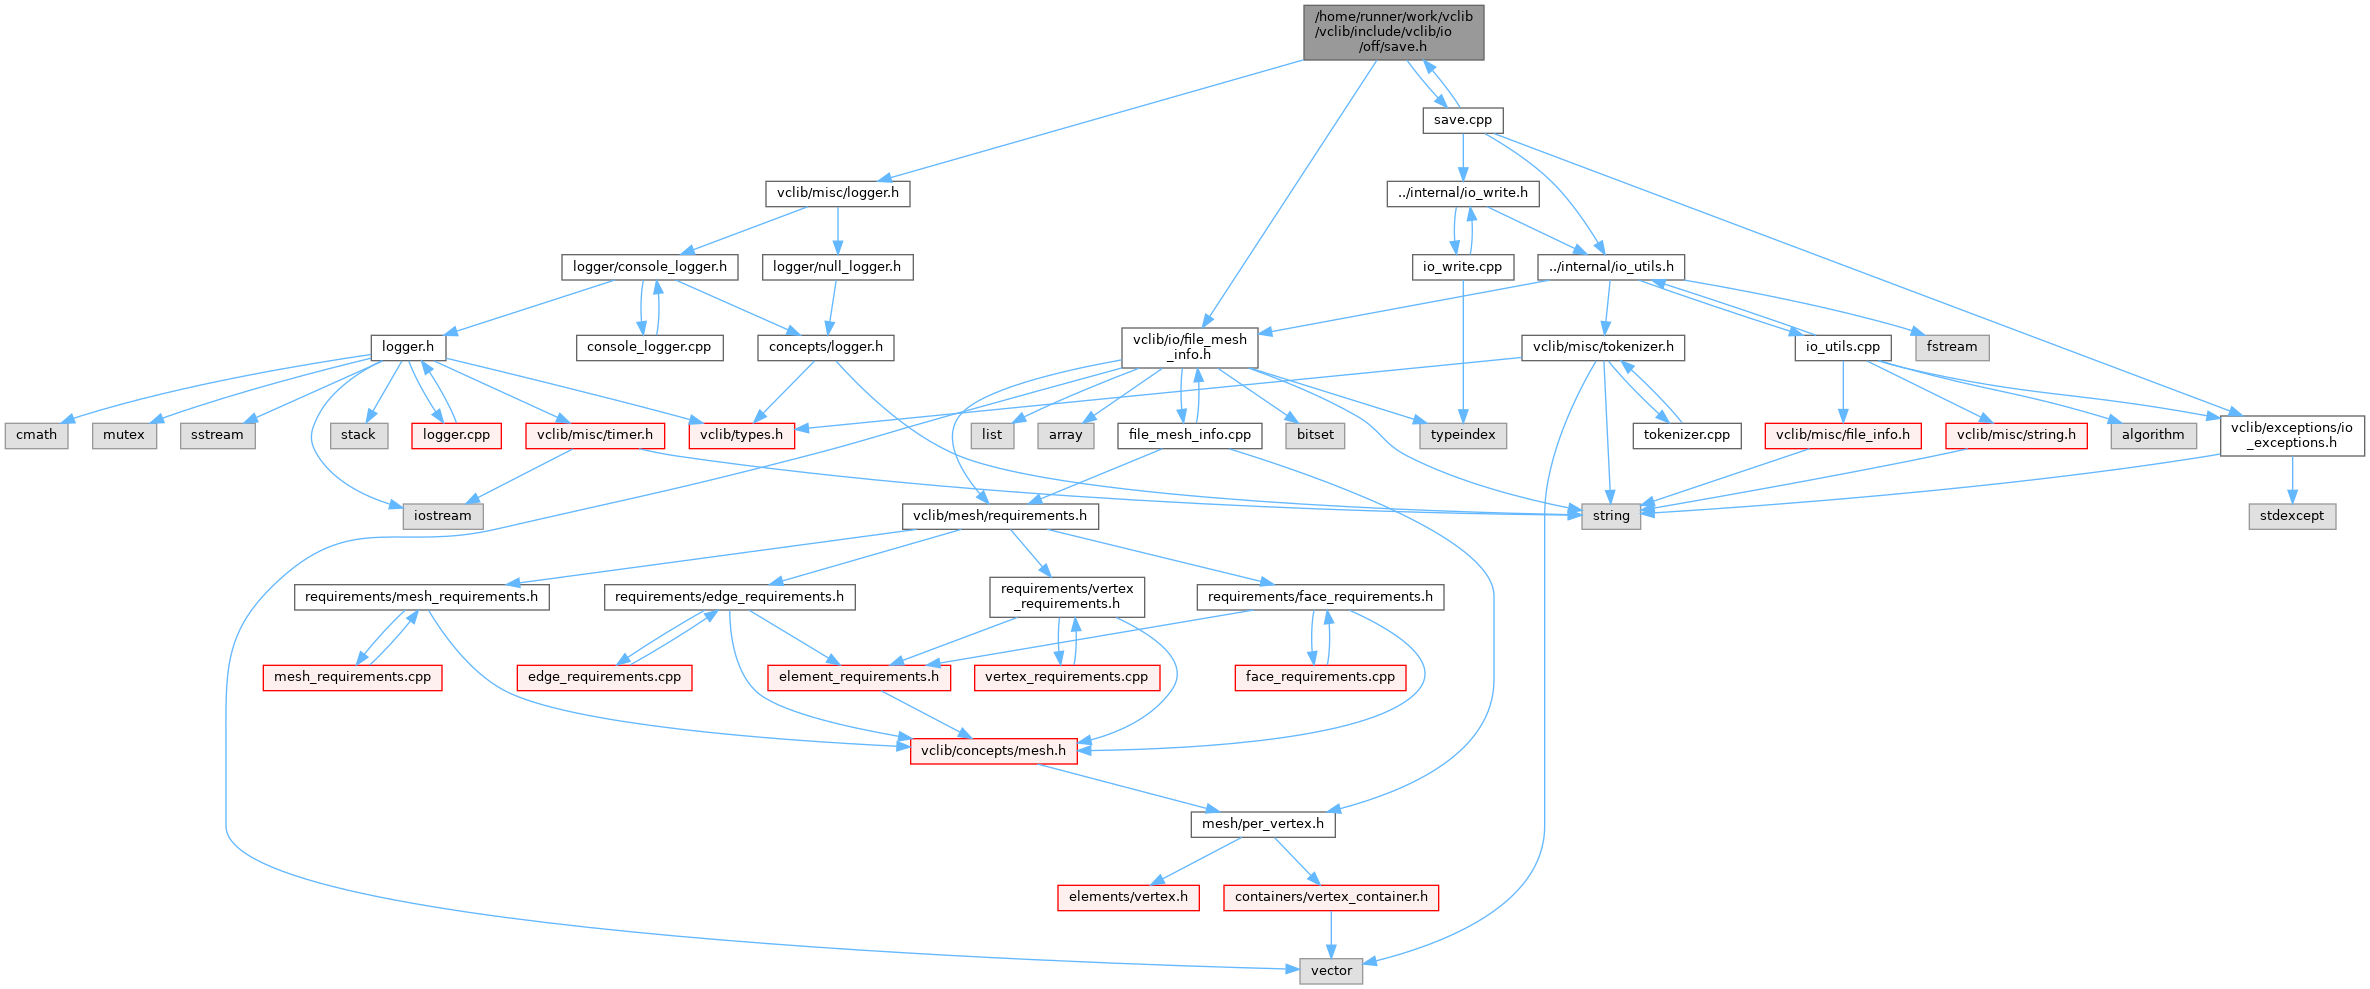 /home/runner/work/vclib
/vclib/include/vclib/io
/off/save.h
save.cpp
vclib/misc/logger.h
../internal/io_write.h
logger/console_logger.h
logger/null_logger.h
io_write.cpp
../internal/io_utils.h
logger.h
console_logger.cpp
concepts/logger.h
vclib/io/file_mesh
_info.h
vclib/misc/tokenizer.h
io_utils.cpp
fstream
cmath
mutex
sstream
stack
logger.cpp
vclib/misc/timer.h
vclib/types.h
list
array
file_mesh_info.cpp
bitset
typeindex
tokenizer.cpp
vclib/misc/file_info.h
vclib/misc/string.h
algorithm
vclib/exceptions/io
_exceptions.h
iostream
vclib/mesh/requirements.h
string
stdexcept
requirements/mesh_requirements.h
requirements/edge_requirements.h
requirements/vertex
_requirements.h
requirements/face_requirements.h
mesh_requirements.cpp
edge_requirements.cpp
element_requirements.h
vertex_requirements.cpp
face_requirements.cpp
vclib/concepts/mesh.h
mesh/per_vertex.h
elements/vertex.h
containers/vertex_container.h
vector